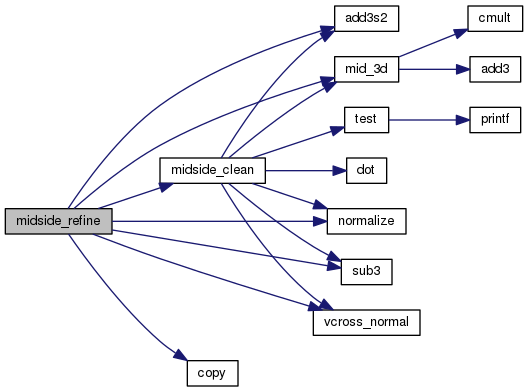 add3s2
cmult
mid_3d
add3
test
printf
midside_clean
dot
midside_refine
normalize
sub3
vcross_normal
copy